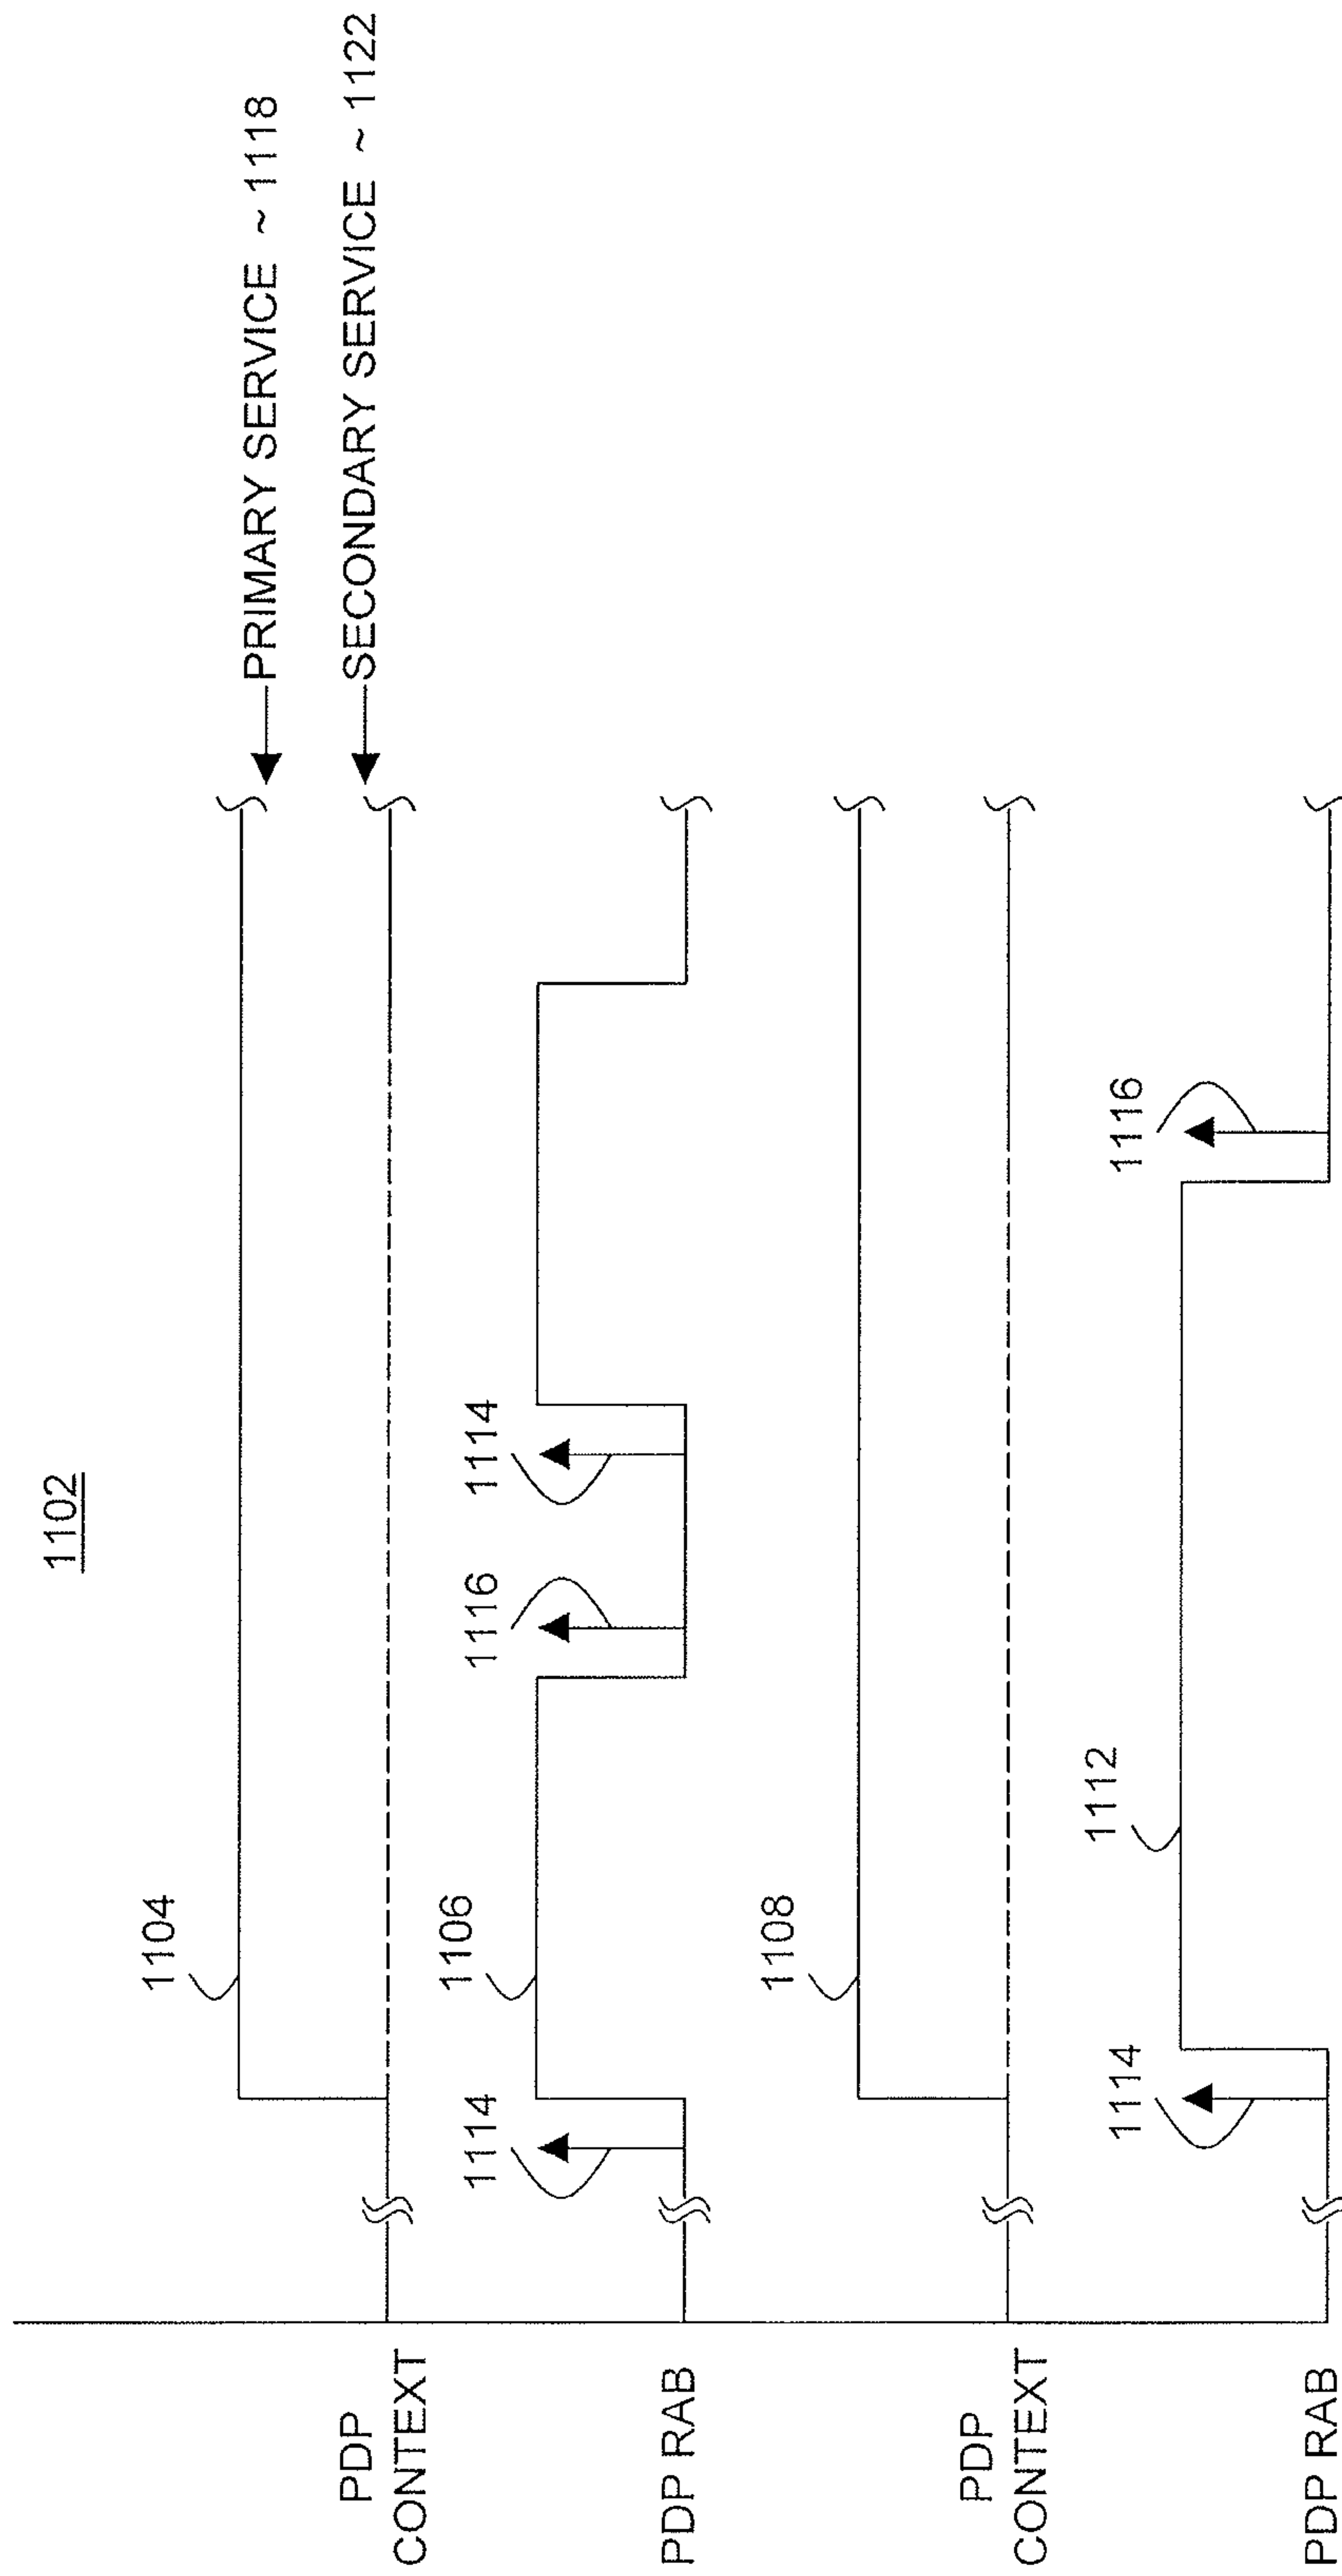 1102
PRIMARY SERVICE ~ 1118
SECONDARY SERVICE ~ 1122
1104
PDP
CONTEXT
1114
1106
1116
1114
PDP RAB
1108
PDP
CONTEXT
1114
1112
1116
PDP RAB